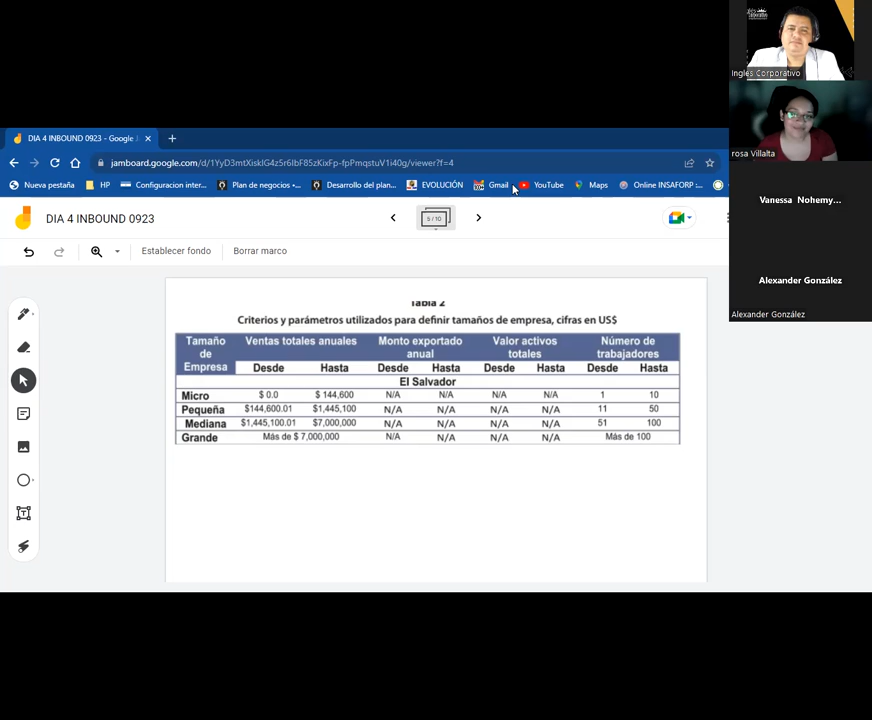 DIA 4 INBOUND 0923 - Google
jamboard.google.com/d/1YyD3mtXisklG4z5r6IbF85zKixFp-fpPmqstuV1i40g/viewer?f=4
Nueva pestaña HP Configuracion inter... Plan de negocios •... Desarrollo del plan... EVOLUCIÓN Gmail YouTube Maps Online INSAFORP :...
DIA 4 INBOUND 0923
5 / 10
Establecer fondo Borrar marco
Tabla 2
Criterios y parámetros utilizados para definir tamaños de empresa, cifras en US$
Tamaño de Empresa Ventas totales anuales Monto exportado anual Valor activos totales Número de trabajadores
Desde Hasta Desde Hasta Desde Hasta Desde Hasta
El Salvador
Micro $ 0.0 $ 144,600 N/A N/A N/A N/A 1 10
Pequeña $144,600.01 $1,445,100 N/A N/A N/A N/A 11 50
Mediana $1,445,100.01 $7,000,000 N/A N/A N/A N/A 51 100
Grande Más de $ 7,000,000 N/A N/A N/A N/A Más de 100
Ingles Corporativo
rosa Villalta
Vanessa Nohemy...
Alexander González
Alexander González